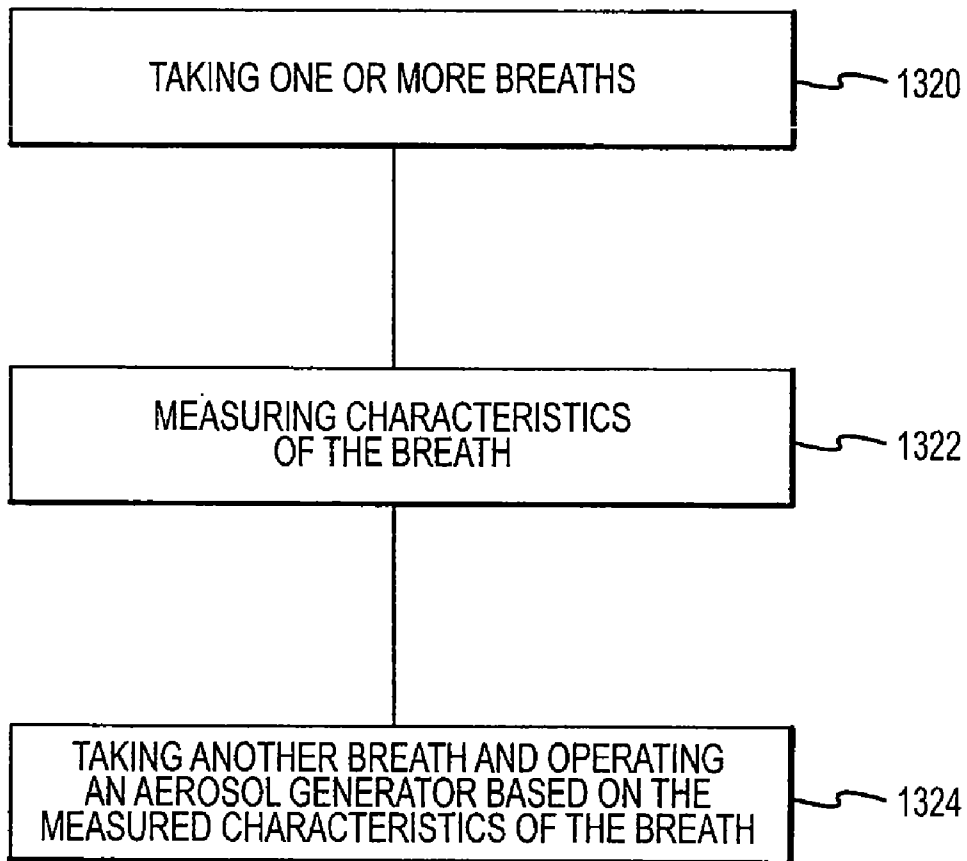 TAKING ONE OR MORE BREATHS
1320
MEASURING CHARACTERISTICS
OF THE BREATH
1322
TAKING ANOTHER BREATH AND OPERATING
AN AEROSOL GENERATOR BASED ON THE
MEASURED CHARACTERISTICS OF THE BREATH
1324